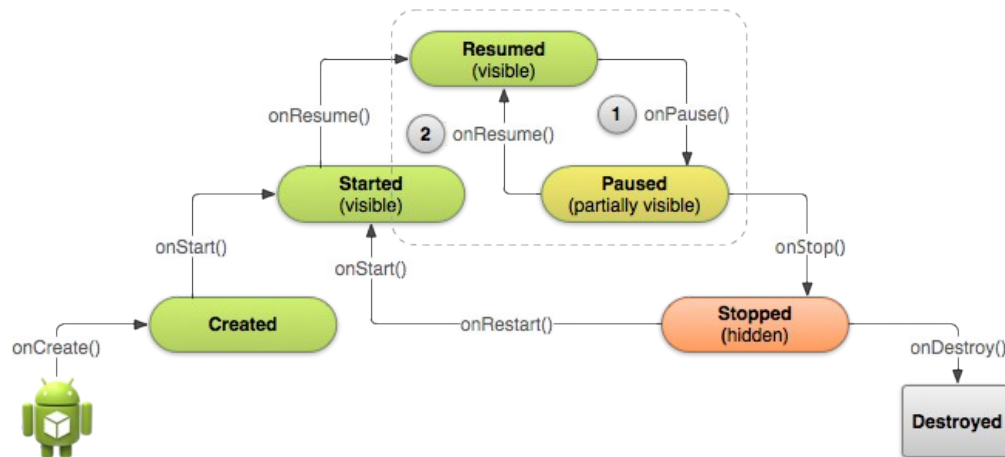 Resumed
(visible)
onResume()
2
onResume()
1
onPause()
Started
(visible)
Paused
(partially visible)
onStart()
onStart()
onStop()
Created
onRestart()
Stopped
(hidden)
onCreate()
onDestroy()
Destroyed